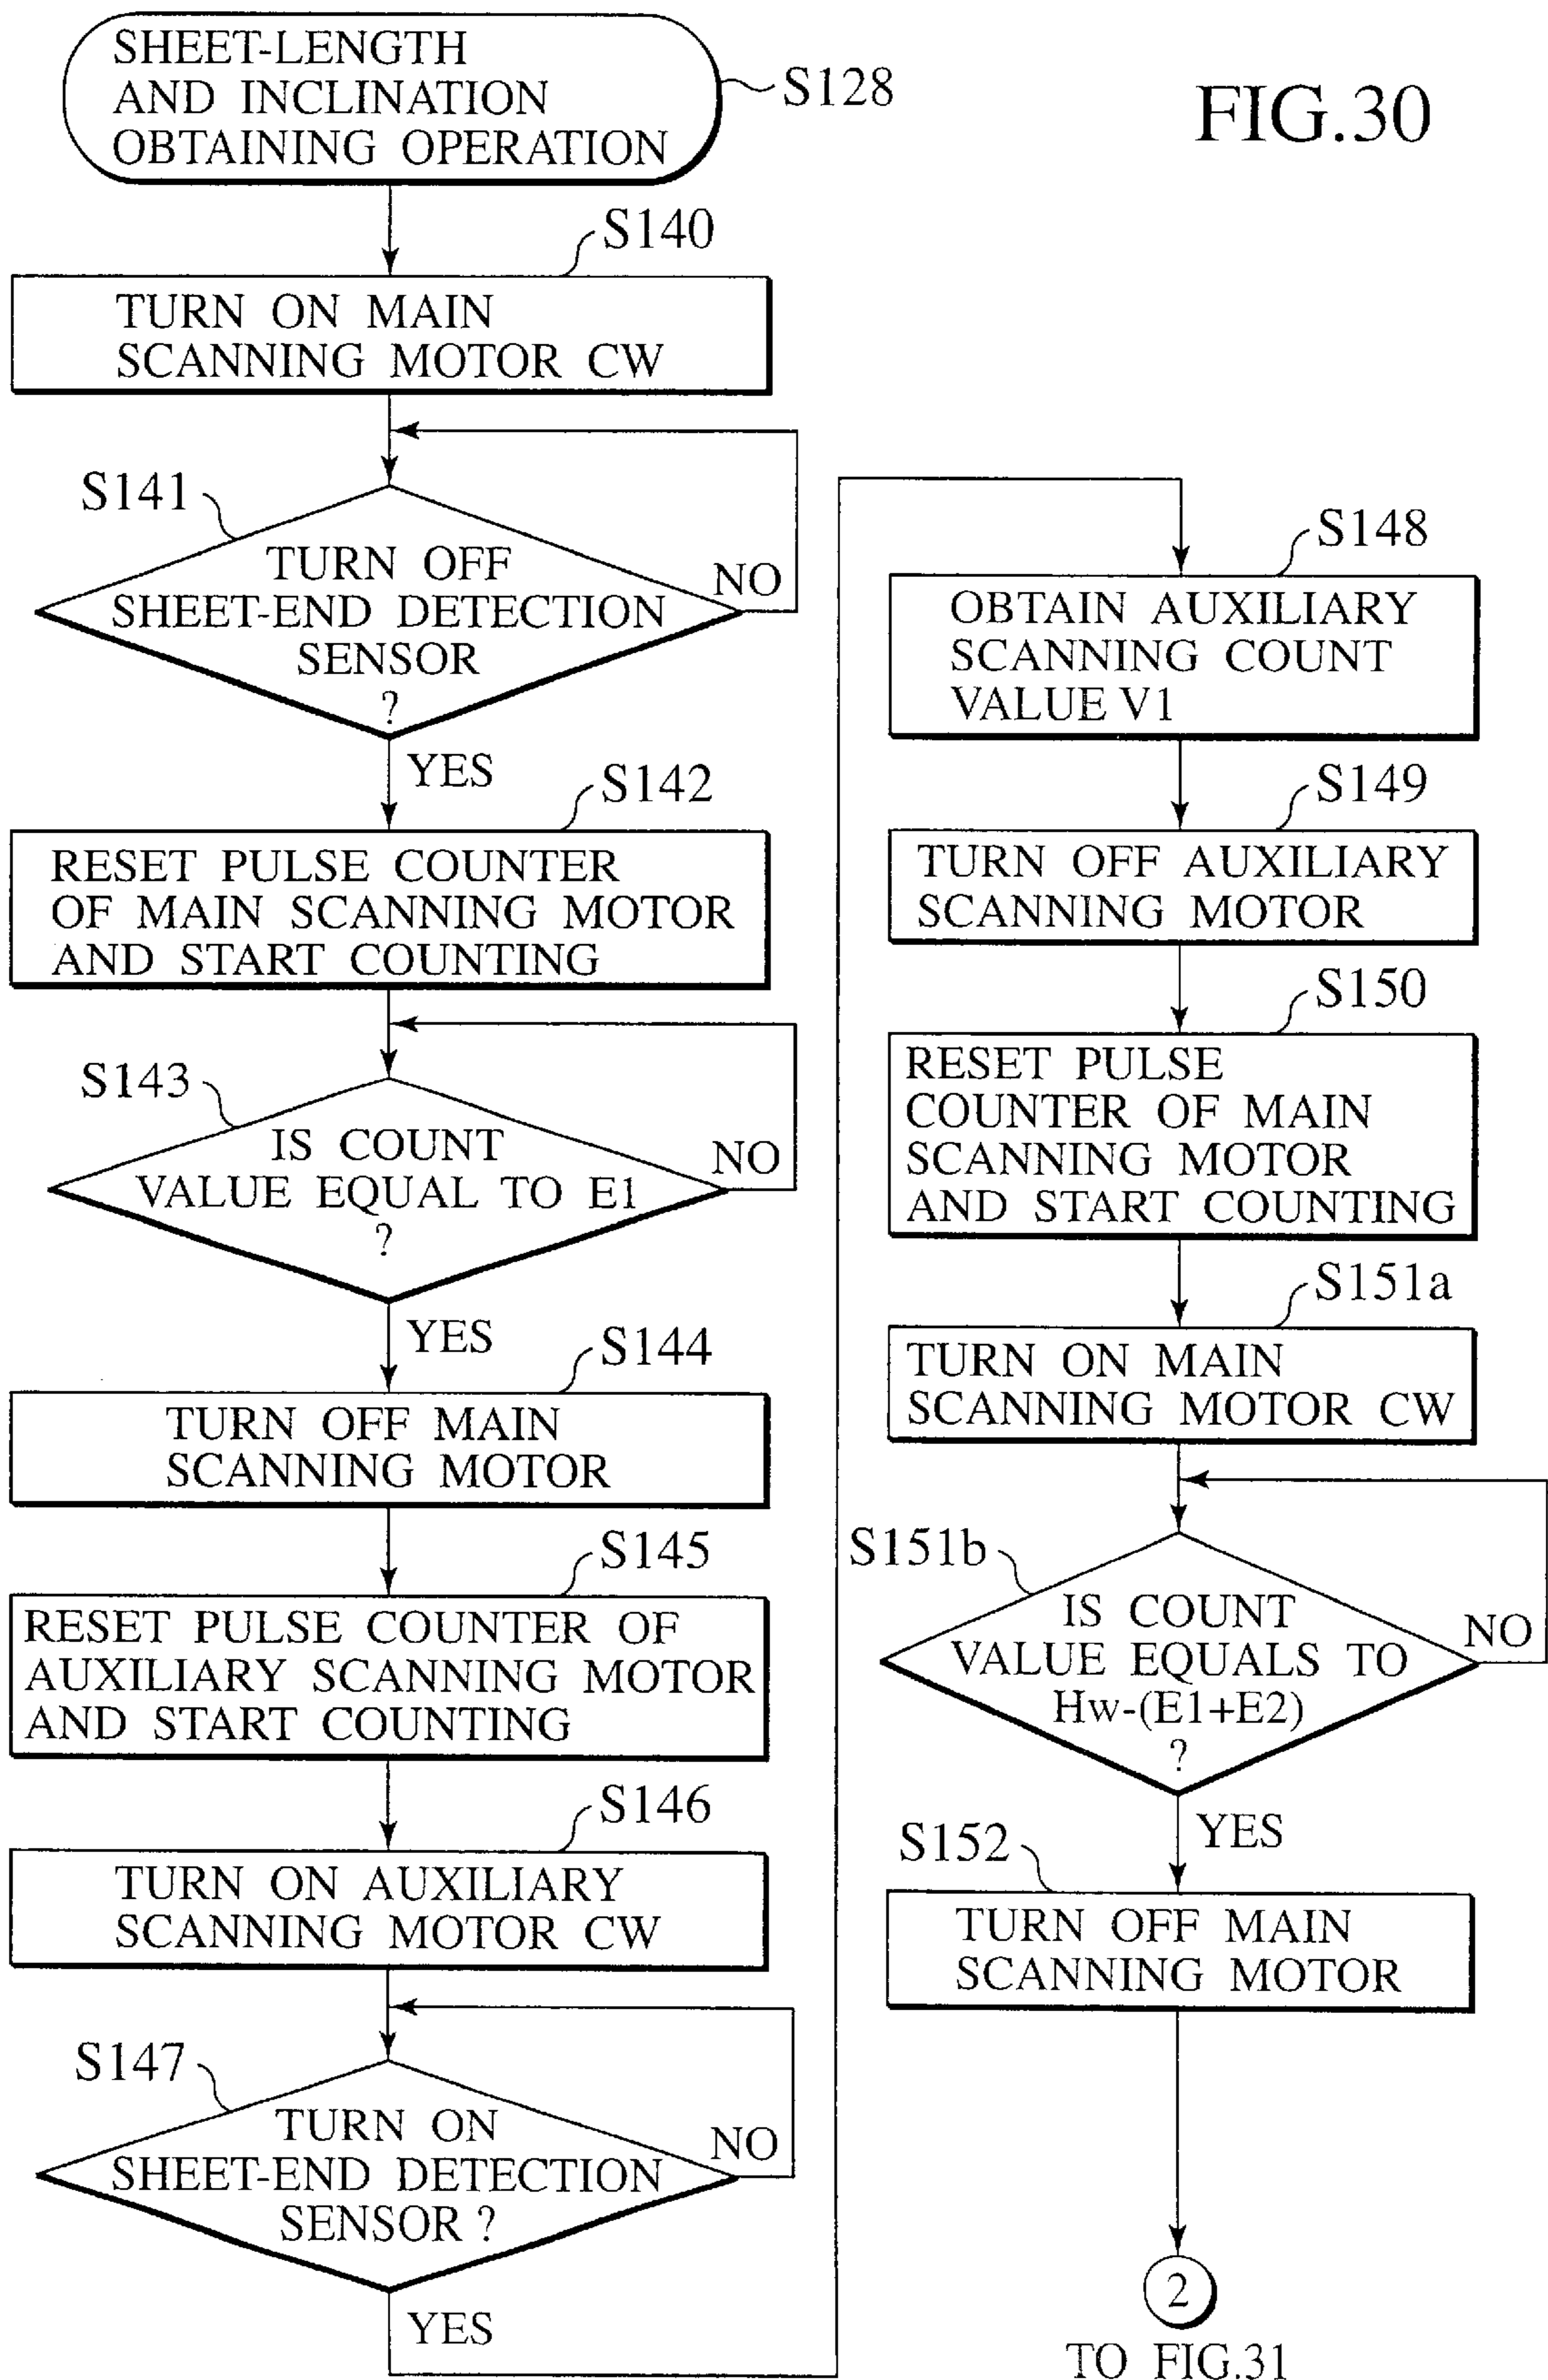 FIG.30
SHEET-LENGTH
AND INCLINATION
OBTAINING OPERATION
S128
S140
TURN ON MAIN
SCANNING MOTOR CW
S141
TURN OFF
SHEET-END DETECTION
SENSOR
?
NO
YES
S142
RESET PULSE COUNTER
OF MAIN SCANNING MOTOR
AND START COUNTING
S143
IS COUNT
VALUE EQUAL TO E1
?
NO
YES
S144
TURN OFF MAIN
SCANNING MOTOR
S145
RESET PULSE COUNTER OF
AUXILIARY SCANNING MOTOR
AND START COUNTING
S146
TURN ON AUXILIARY
SCANNING MOTOR CW
S147
TURN ON
SHEET-END DETECTION
SENSOR ?
NO
YES
S148
OBTAIN AUXILIARY
SCANNING COUNT
VALUE V1
S149
TURN OFF AUXILIARY
SCANNING MOTOR
S150
RESET PULSE
COUNTER OF MAIN
SCANNING MOTOR
AND START COUNTING
S151a
TURN ON MAIN
SCANNING MOTOR CW
S151b
IS COUNT
VALUE EQUALS TO
Hw-(E1+E2)
?
NO
YES
S152
TURN OFF MAIN
SCANNING MOTOR
2
TO FIG.31